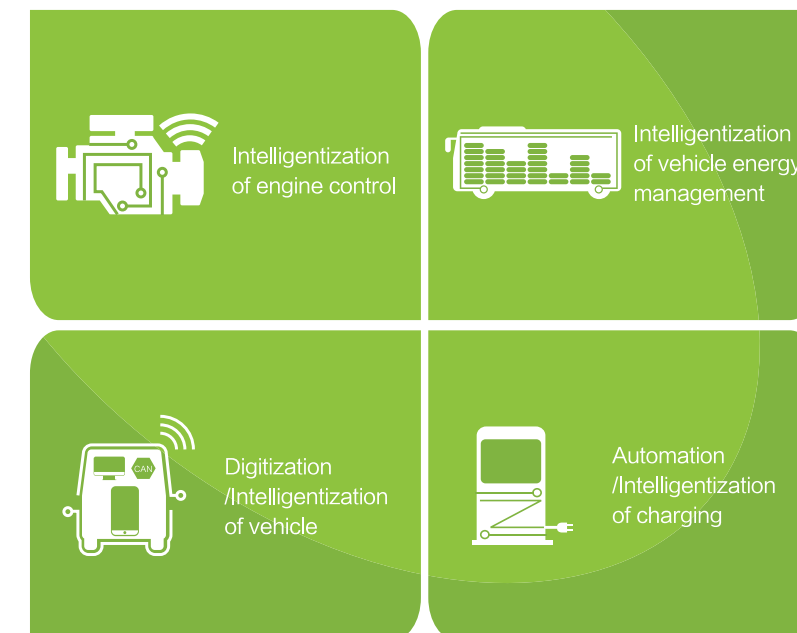 Intelligentization
of engine control
Intelligentization
of vehicle energy
management
CAN
Digitization
/Intelligentization
of vehicle
Automation
/Intelligentization
of charging